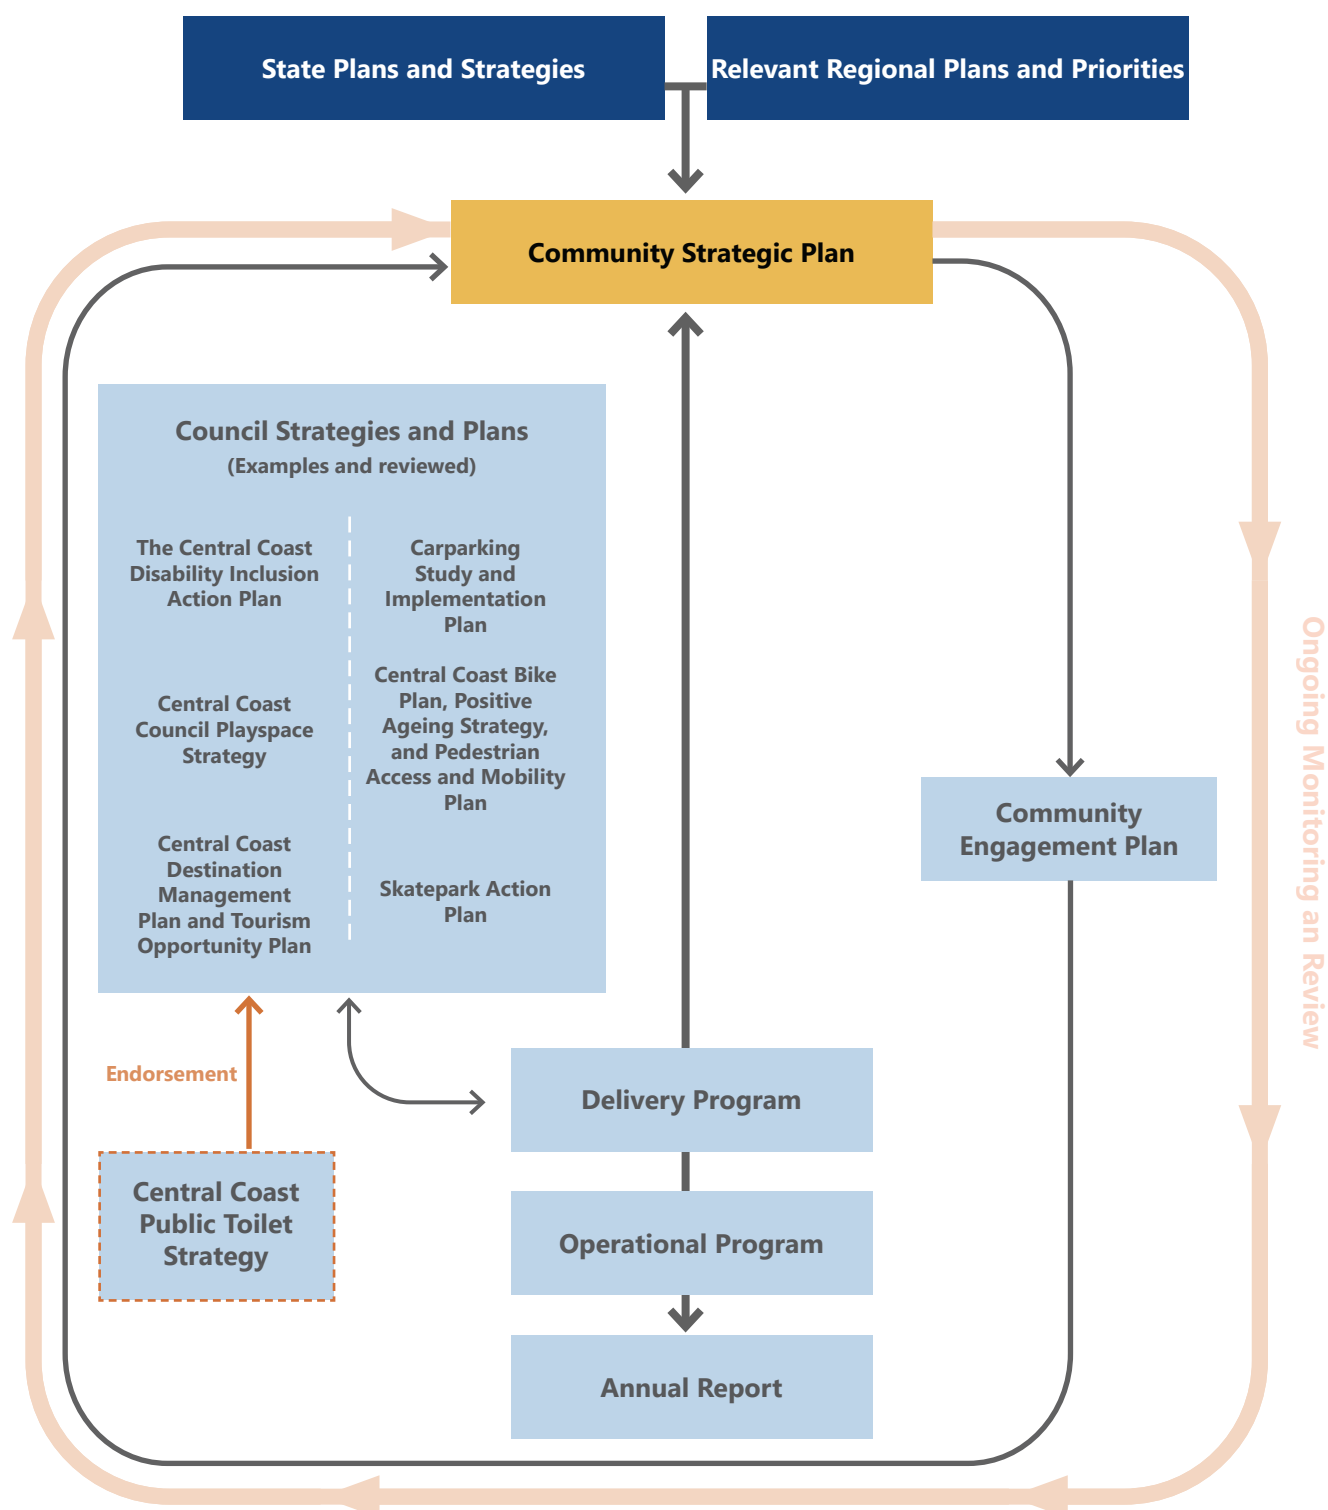 State Plans and Strategies
Relevant Regional Plans and Priorities
Community Strategic Plan
Council Strategies and Plans
(Examples and reviewed)
The Central Coast
Disability Inclusion
Action Plan
Central Coast
Council Playspace
Strategy
Central Coast
Destination
Management
Plan and Tourism
Opportunity Plan
Carparking
Study and
Implementation
Plan
Central Coast Bike
Plan, Positive
Ageing Strategy,
and Pedestrian
Access and Mobility
Plan
Skatepark Action
Plan
Community
Engagement Plan
Ongoing Monitoring an Review
Endorsement
Central Coast
Public Toilet
Strategy
Delivery Program
Operational Program
Annual Report